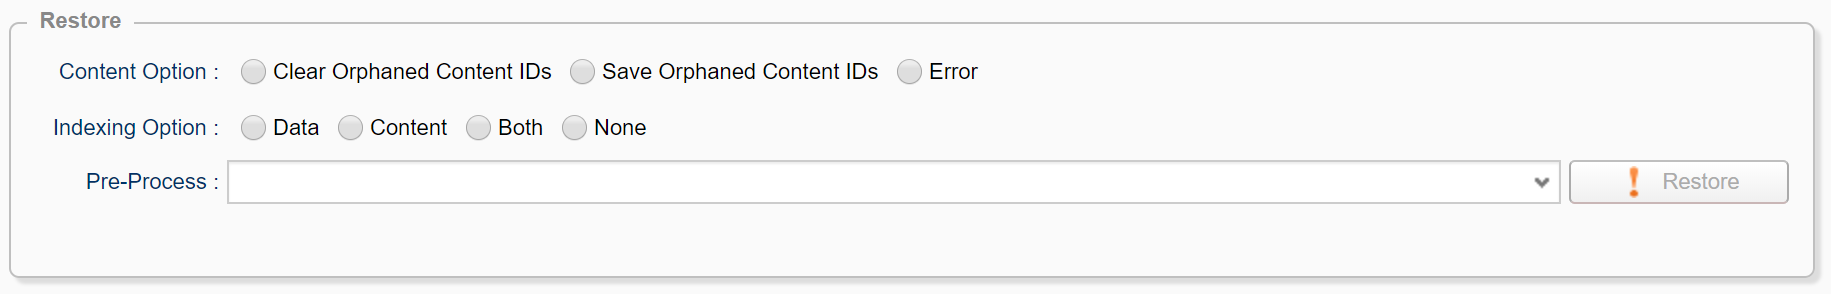 Restore
Content Option : Clear Orphaned Content IDs Save Orphaned Content IDs Error
Indexing Option : Data Content Both None
Pre-Process : Restore